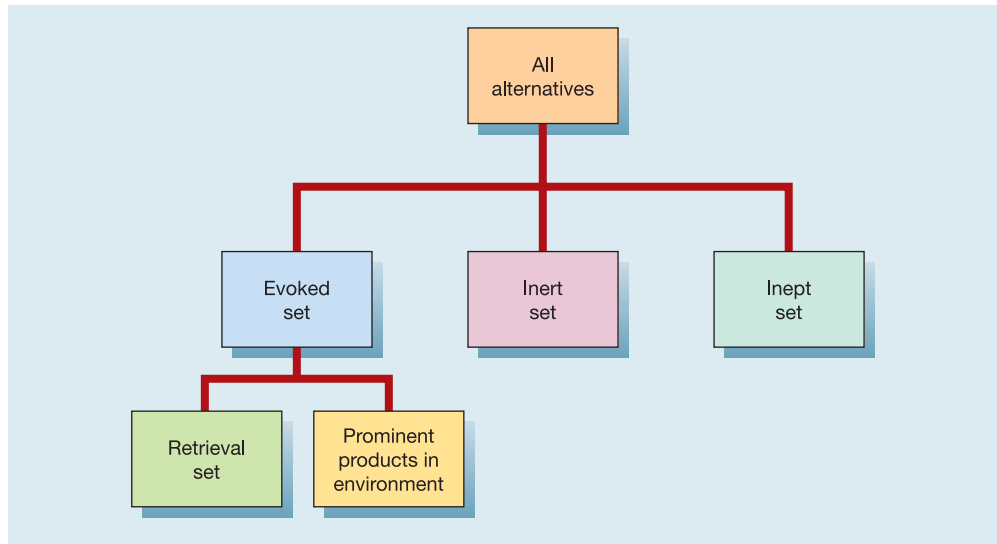 All
alternatives
Evoked
set
Inert
set
Inept
set
Retrieval
set
Prominent
products in
environment